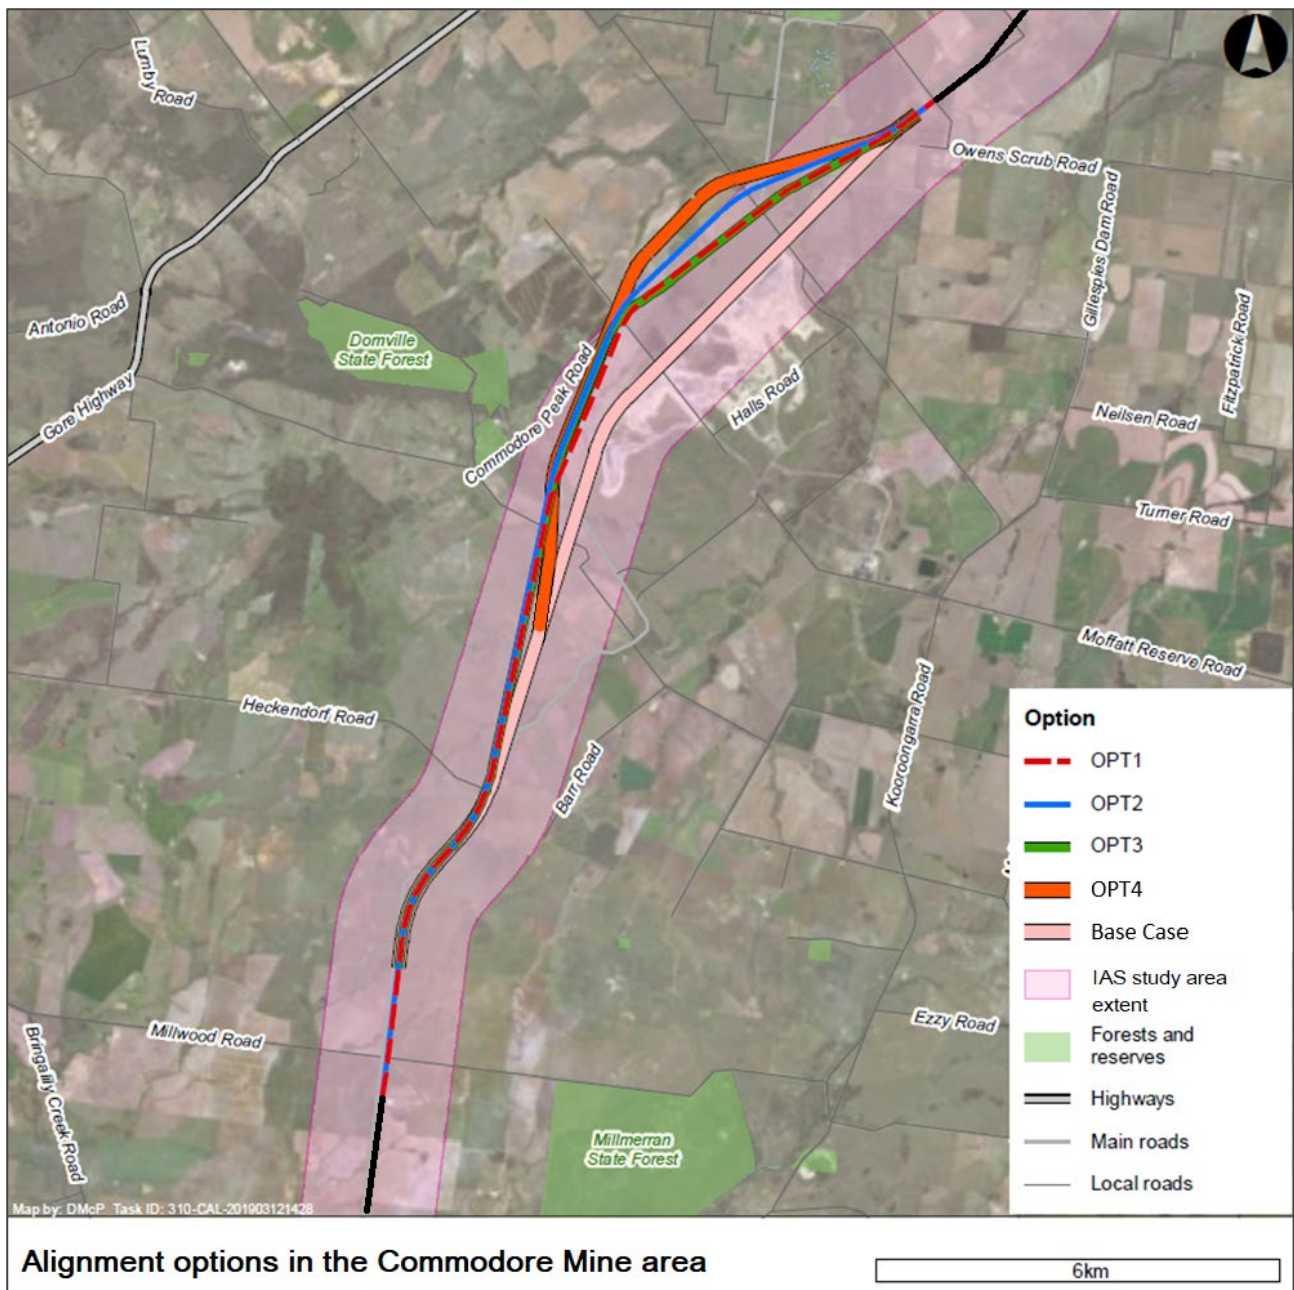 Lumby Road
Owens Scrub Road
Gillespies Dam Road
Antonio Road
Domville
State Forest
Fitzpatrick Road
Commodore Peak Road
Halls Road
Gore Highway
Neilsen Road
Turner Road
Moffatt Reserve Road
Heckendorf Road
Kooroongarra Road
Barr Road
Option
OPT1
OPT2
OPT3
OPT4
Base Case
IAS study area
extent
Forests and
reserves
Highways
Main roads
Local roads
Ezzy Road
Millwood Road
Bringalily Creek Road
Millmerran
State Forest
Map by: DMcP Task ID: 310-CAL-201903121428
Alignment options in the Commodore Mine area
6km